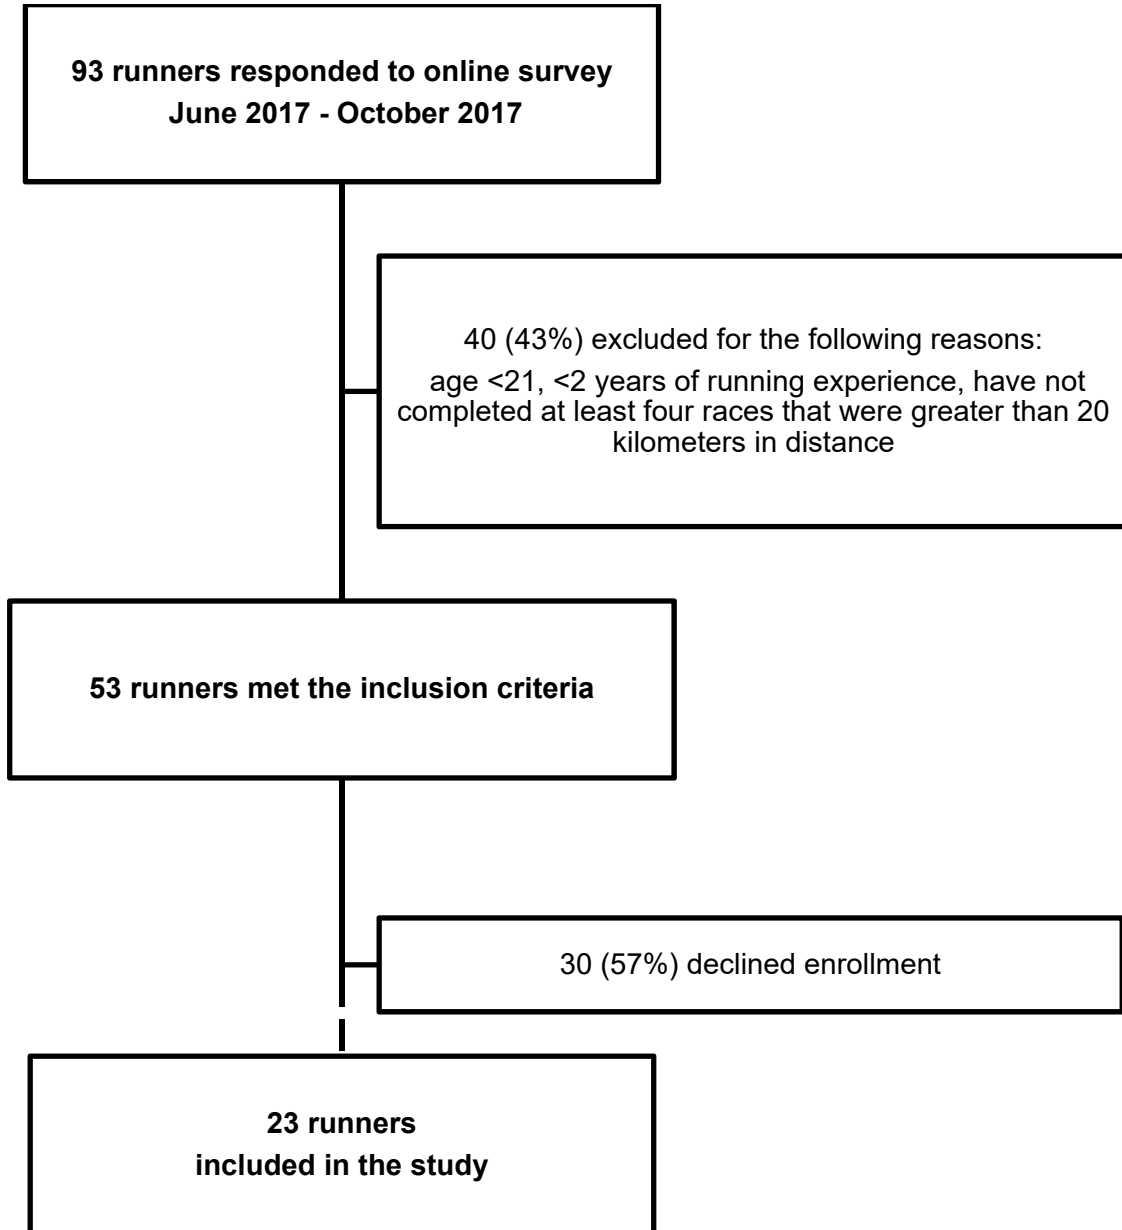 93 runners responded to online survey
June 2017 - October 2017
40 (43%) excluded for the following reasons:
age <21, <2 years of running experience, have not
completed at least four races that were greater than 20
kilometers in distance
53 runners met the inclusion criteria
30 (57%) declined enrollment
23 runners
included in the study